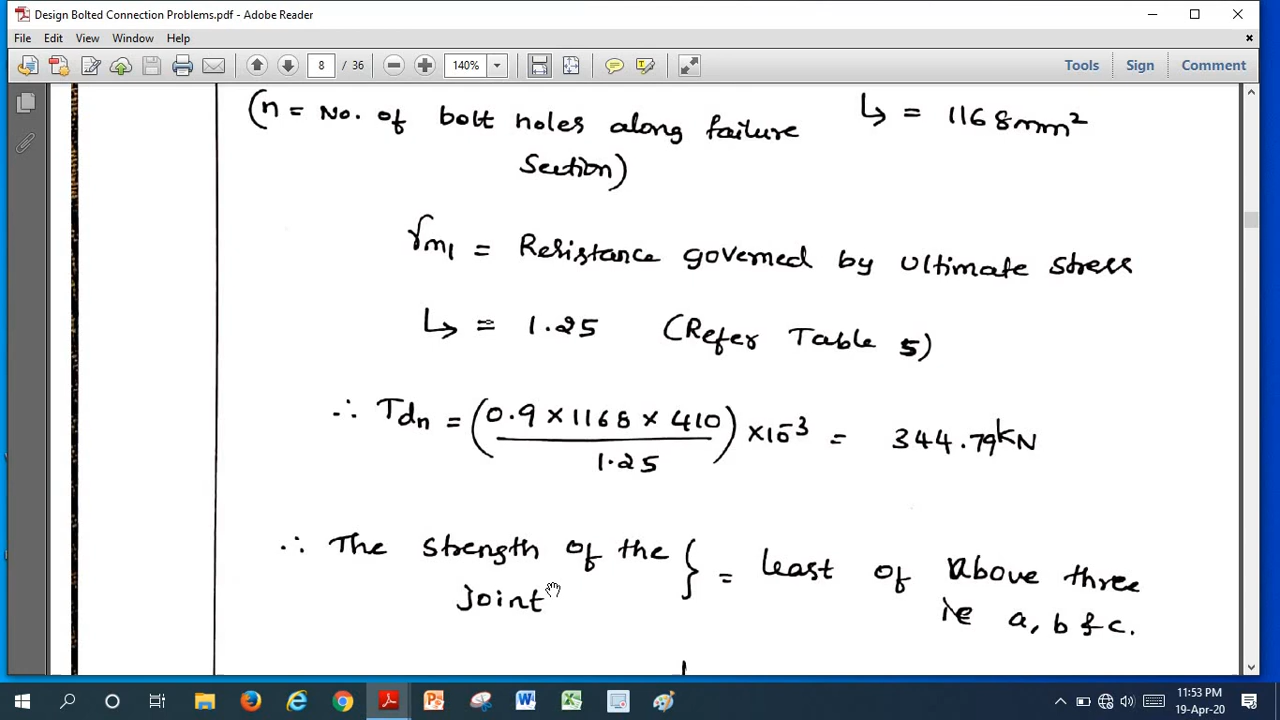 Design Bolted Connection Problems.pdf - Adobe Reader
File Edit View Window Help
8 / 36 140% Tools Sign Comment
(n = No. of bolt holes along failure ↳ = 1168mm²
Section)
γm1 = Resistance governed by ultimate stress
↳ = 1.25 (Refer Table 5)
∴ Tdn = (0.9 × 1168 × 410 / 1.25) × 10⁻³ = 344.79kN
∴ The strength of the } = least of above three
joint ie a, b & c.
11:53 PM
19-Apr-20